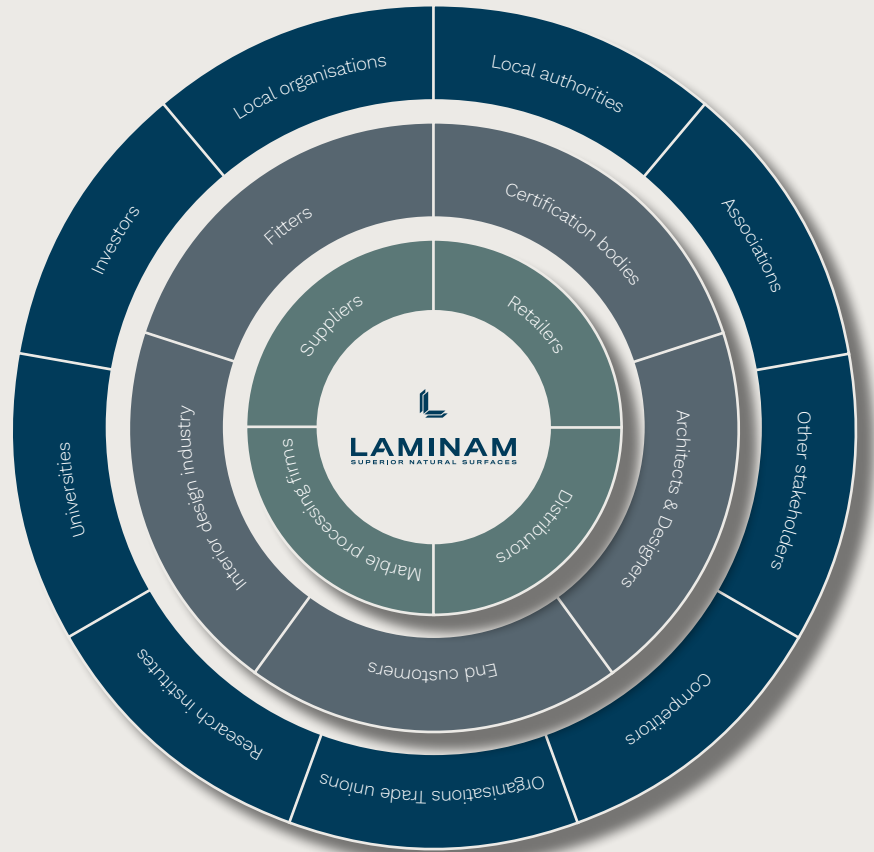 Local organisations
Local authorities
Associations
Other stakeholders
Competitors
Organisations Trade unions
Research institutes
Universities
Investors
Fitters
Certification bodies
Architects & Designers
End customers
Interior design industry
Suppliers
Retailers
Distributors
Marble processing firms
LAMINAM
SUPERIOR NATURAL SURFACES